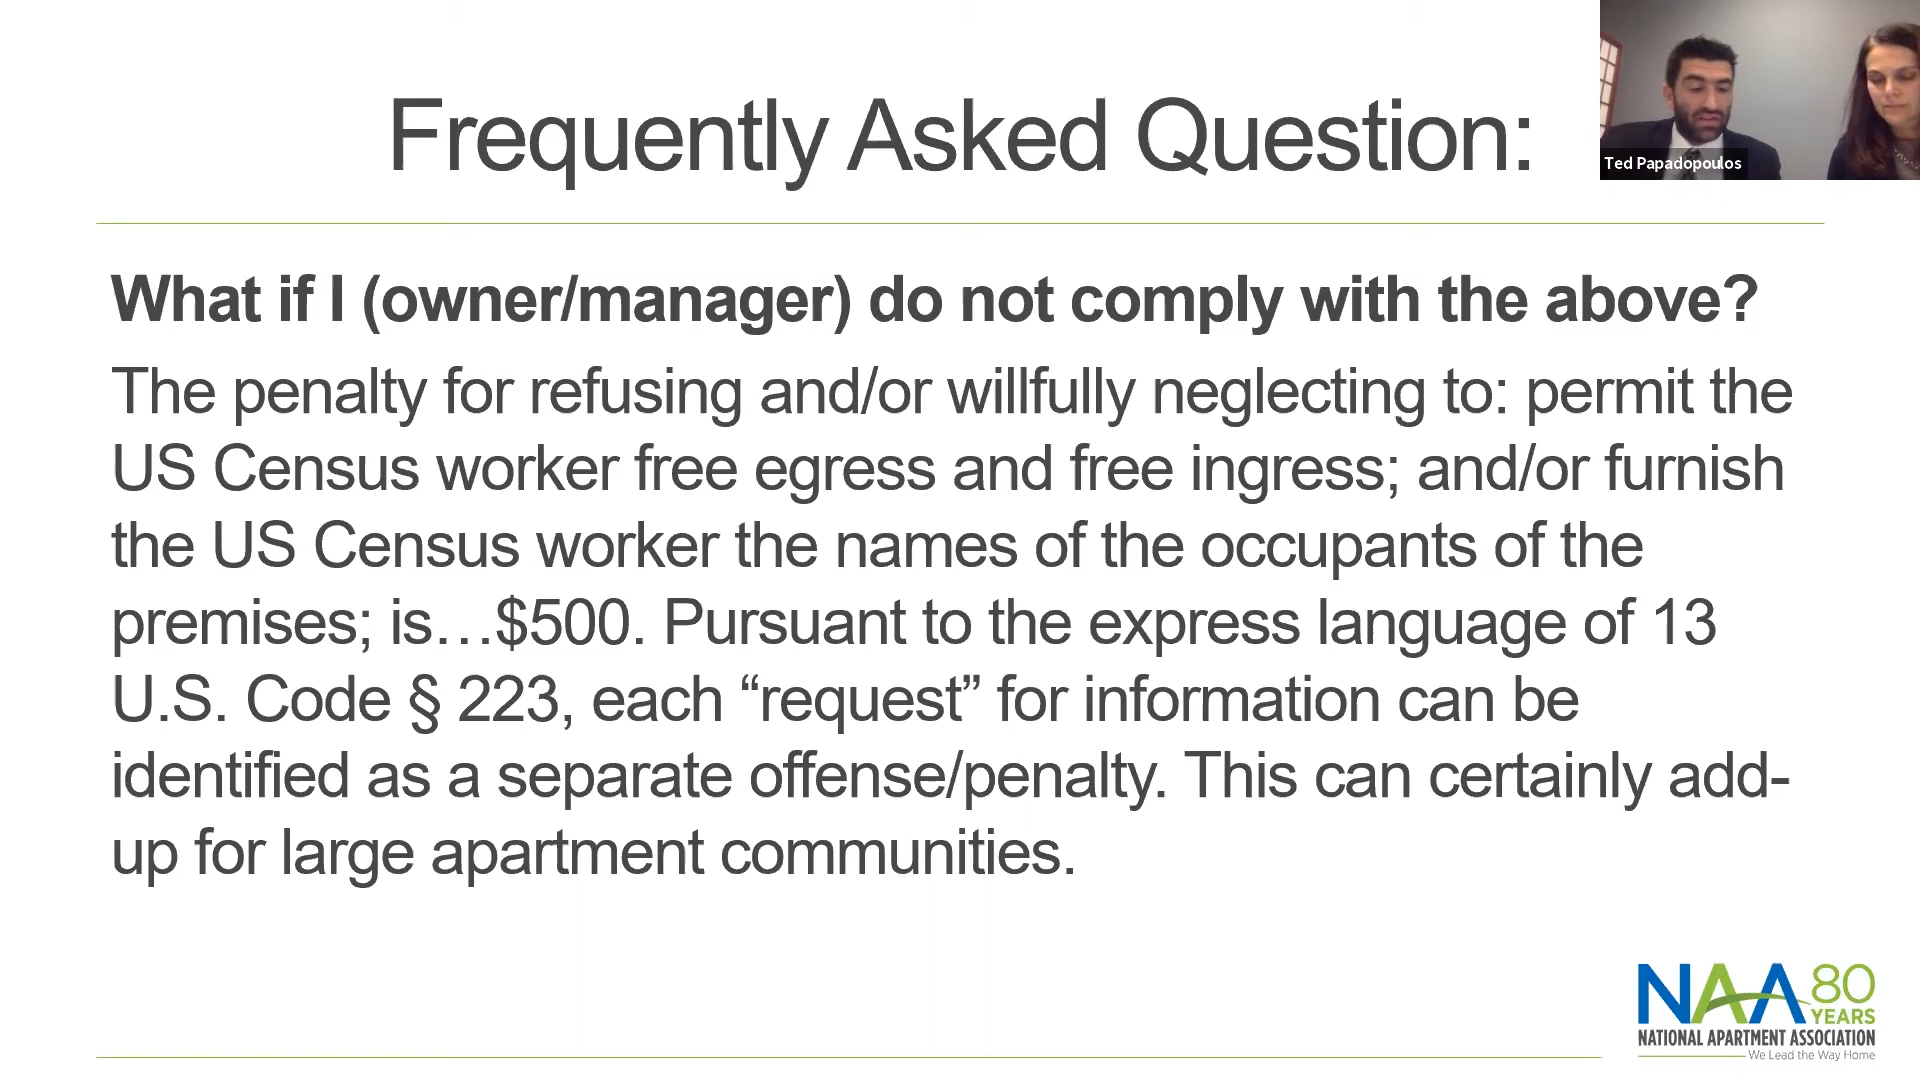 Frequently Asked Question:
Ted Papadopoulos
What if I (owner/manager) do not comply with the above?
The penalty for refusing and/or willfully neglecting to: permit the
US Census worker free egress and free ingress; and/or furnish
the US Census worker the names of the occupants of the
premises; is…$500. Pursuant to the express language of 13
U.S. Code § 223, each “request” for information can be
identified as a separate offense/penalty. This can certainly add-
up for large apartment communities.
NAA 80
YEARS
NATIONAL APARTMENT ASSOCIATION
We Lead the Way Home